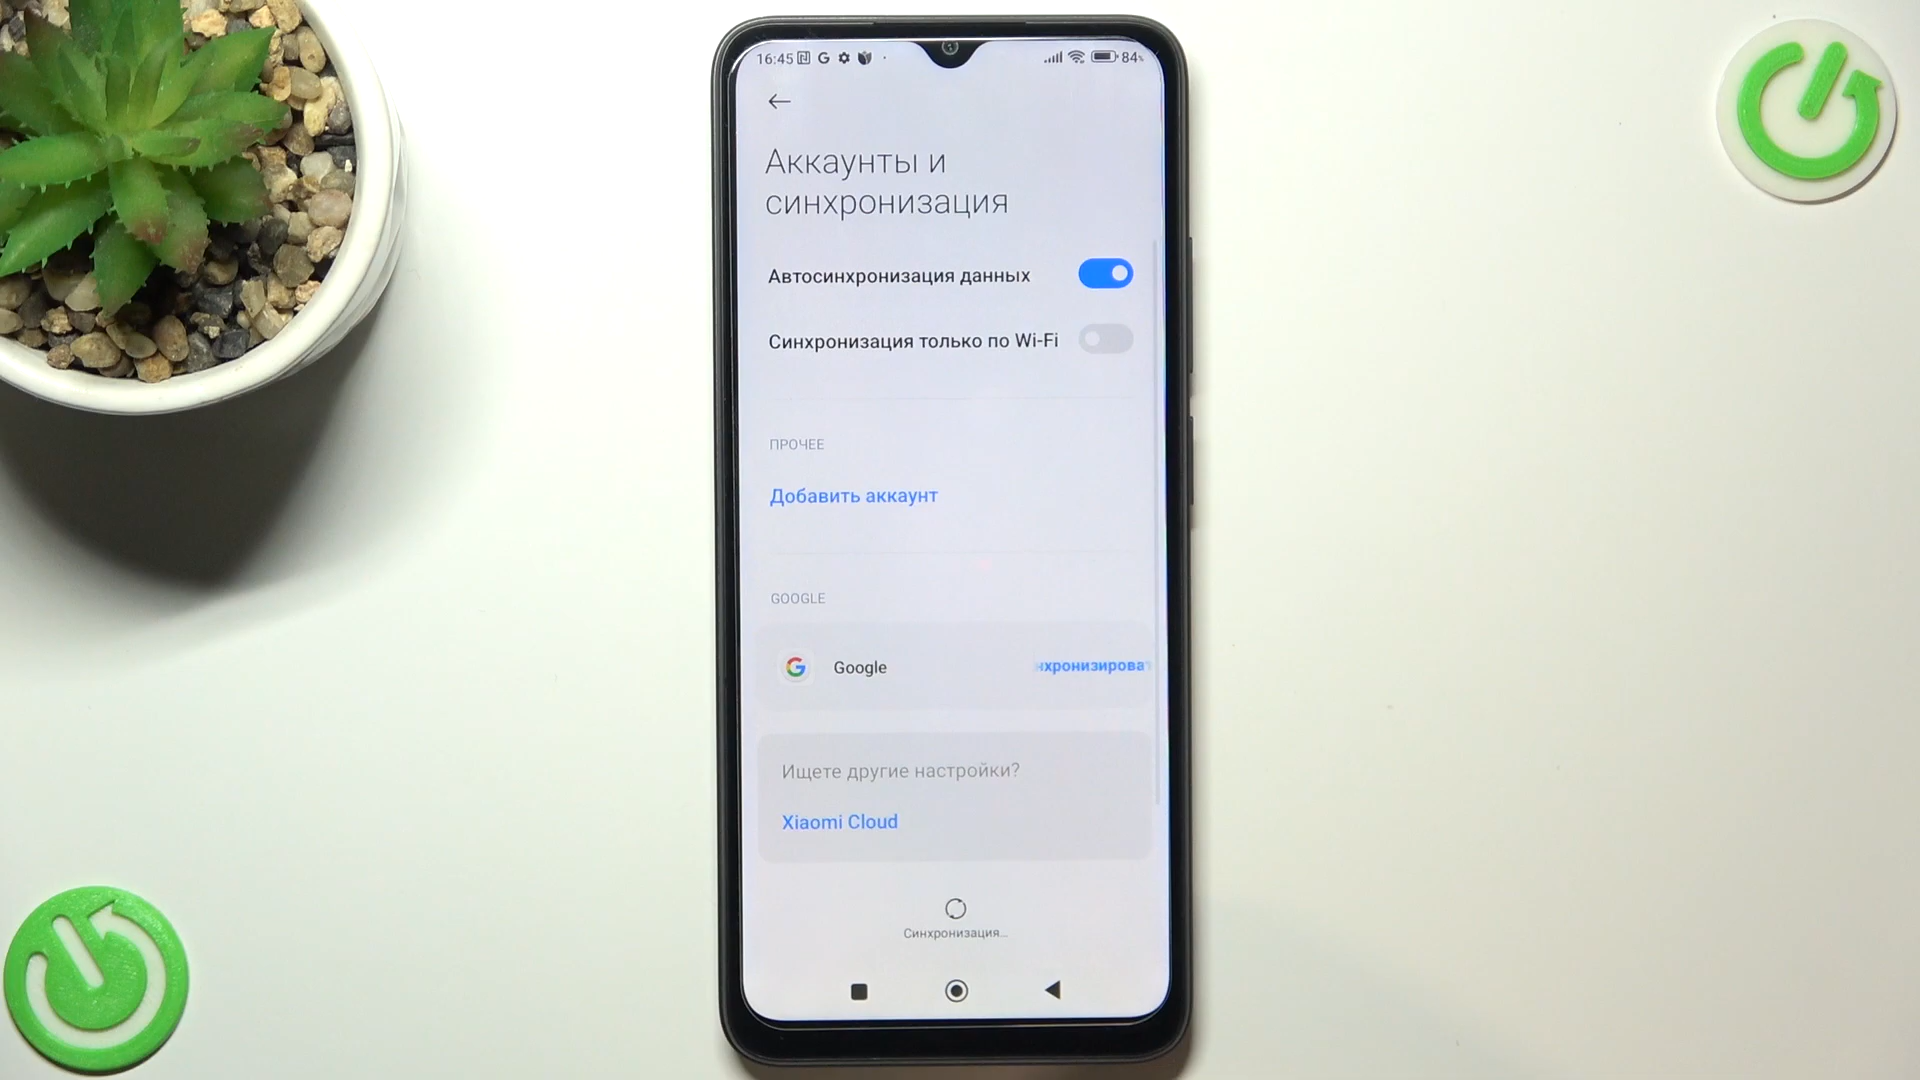 16:45
84%
Аккаунты и
синхронизация
Автосинхронизация данных
Синхронизация только по Wi-Fi
ПРОЧЕЕ
Добавить аккаунт
GOOGLE
Google нхронизироват
Ищете другие настройки?
Xiaomi Cloud
Синхронизация...